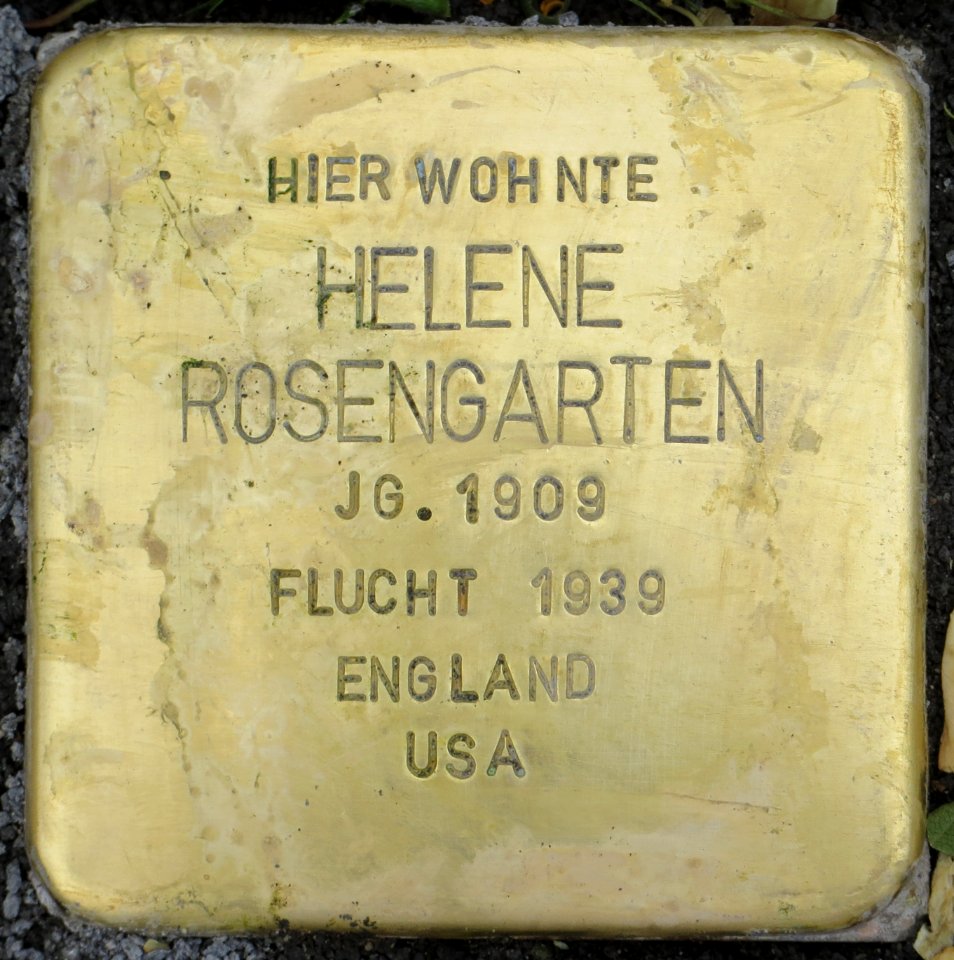 HIER WOHNTE
HELENE
ROSENGARTEN
JG. 1909
FLUCHT 1939
ENGLAND
USA